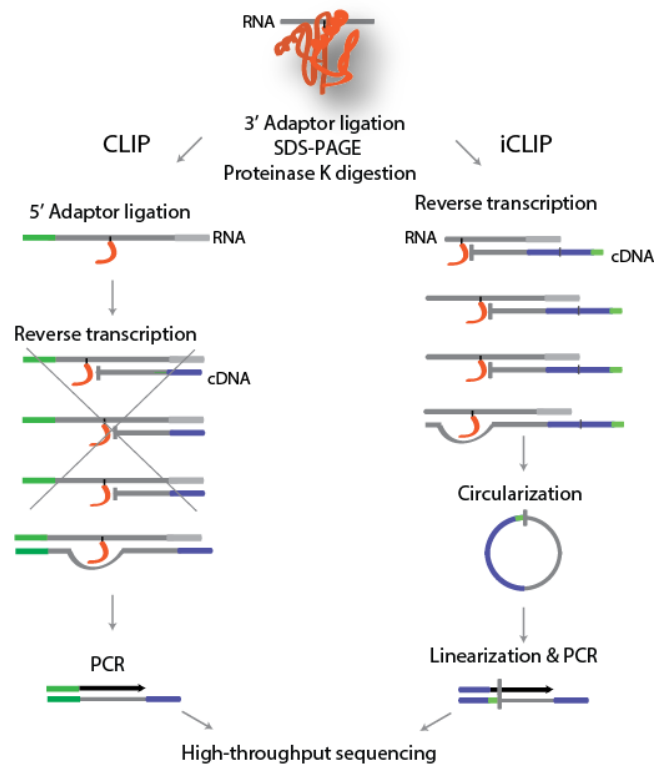 RNA
3′ Adaptor ligation
SDS-PAGE
Proteinase K digestion
CLIP
5′ Adaptor ligation
RNA
Reverse transcription
cDNA
PCR
iCLIP
Reverse transcription
RNA
cDNA
Circularization
Linearization & PCR
High-throughput sequencing